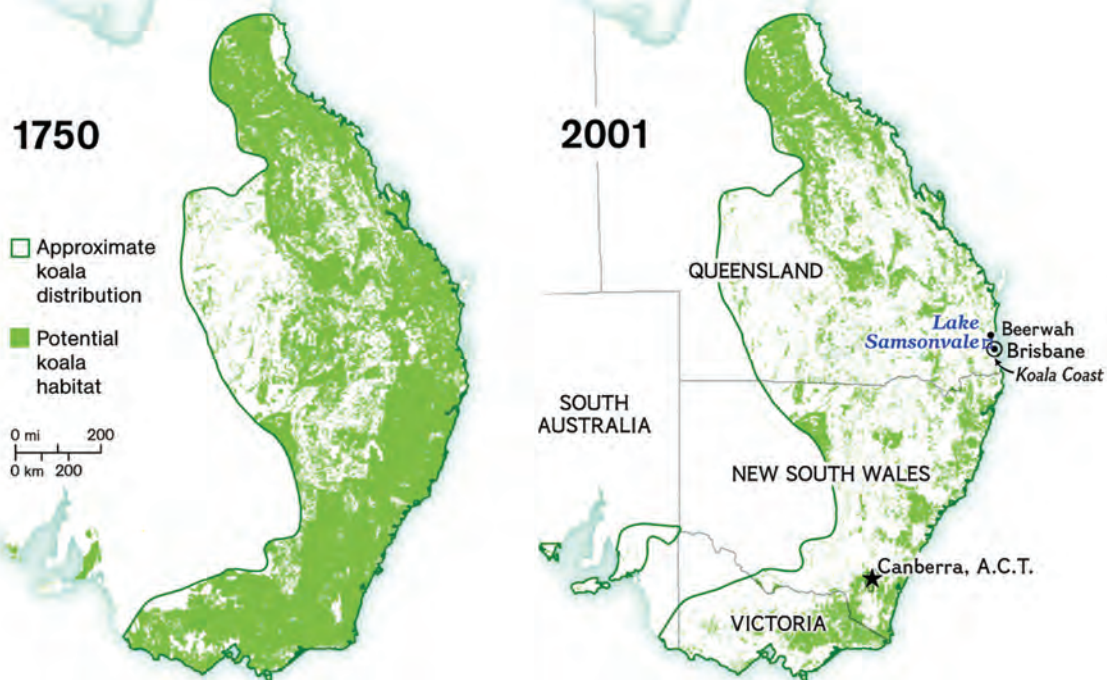 1750
Approximate
koala
distribution
Potential
koala
habitat
0 mi 200
0 km 200
2001
QUEENSLAND
Lake
Samsonvale
Beerwah
Brisbane
Koala Coast
SOUTH
AUSTRALIA
NEW SOUTH WALES
Canberra, A.C.T.
VICTORIA